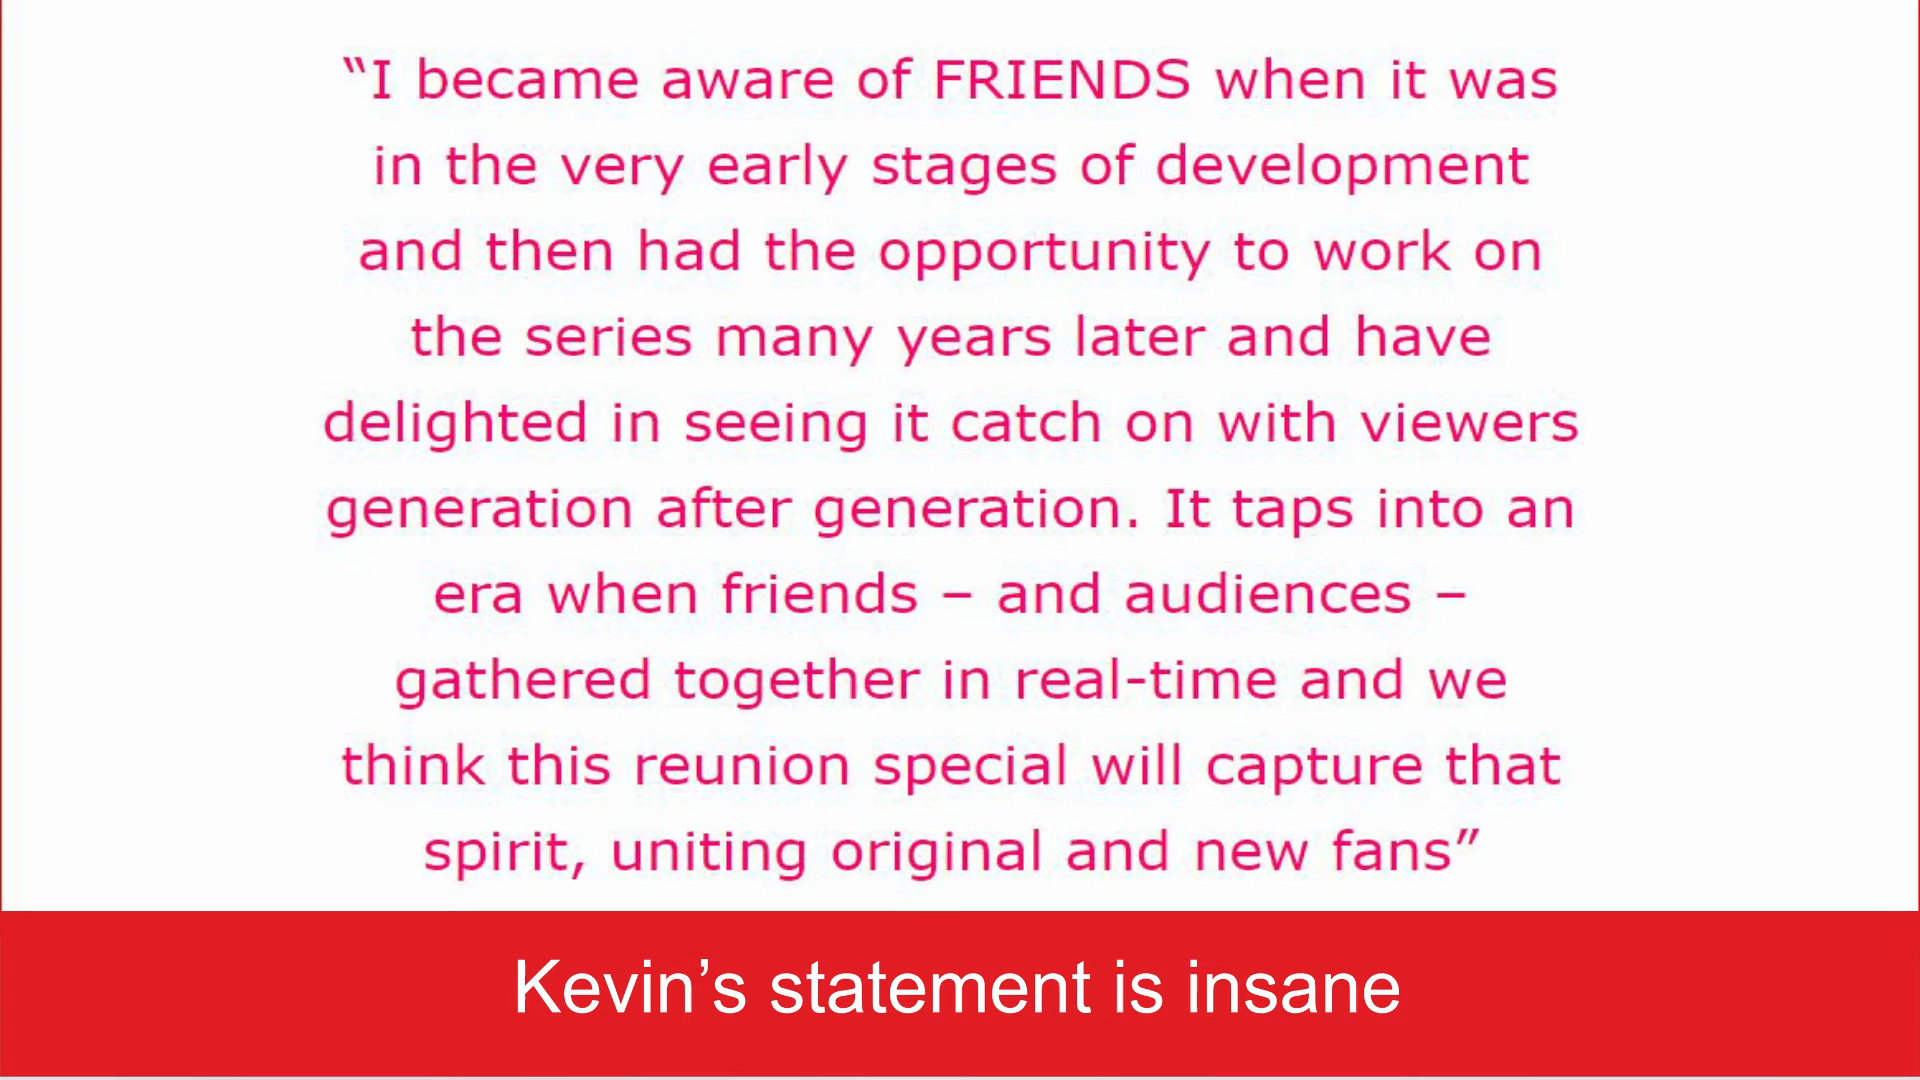 “I became aware of FRIENDS when it was
in the very early stages of development
and then had the opportunity to work on
the series many years later and have
delighted in seeing it catch on with viewers
generation after generation. It taps into an
era when friends – and audiences –
gathered together in real-time and we
think this reunion special will capture that
spirit, uniting original and new fans”
Kevin’s statement is insane